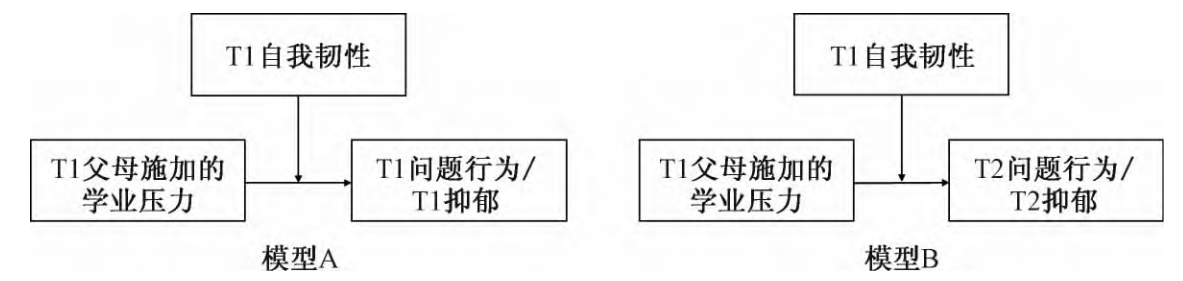 T1自我韧性
T1父母施加的
学业压力
T1问题行为/
T1抑郁
模型A
T1自我韧性
T1父母施加的
学业压力
T2问题行为/
T2抑郁
模型B